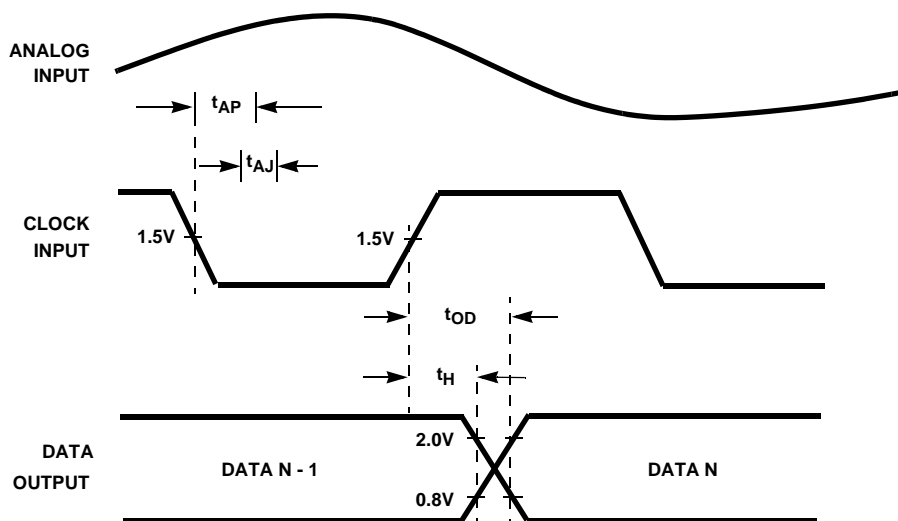 ANALOG
INPUT
tAP
tAJ
CLOCK
INPUT
1.5V
1.5V
tOD
tH
DATA
OUTPUT
DATA N - 1
2.0V
0.8V
DATA N